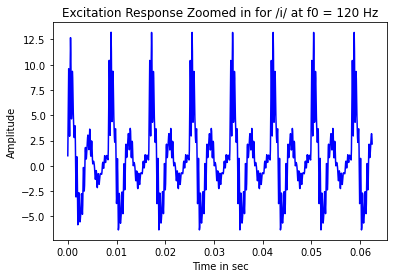 Excitation Response Zoomed in for /i/ at f0 = 120 Hz
12.5
10.0
7.5
5.0
2.5
0.0
−2.5
−5.0
Amplitude
0.00 0.01 0.02 0.03 0.04 0.05 0.06
Time in sec